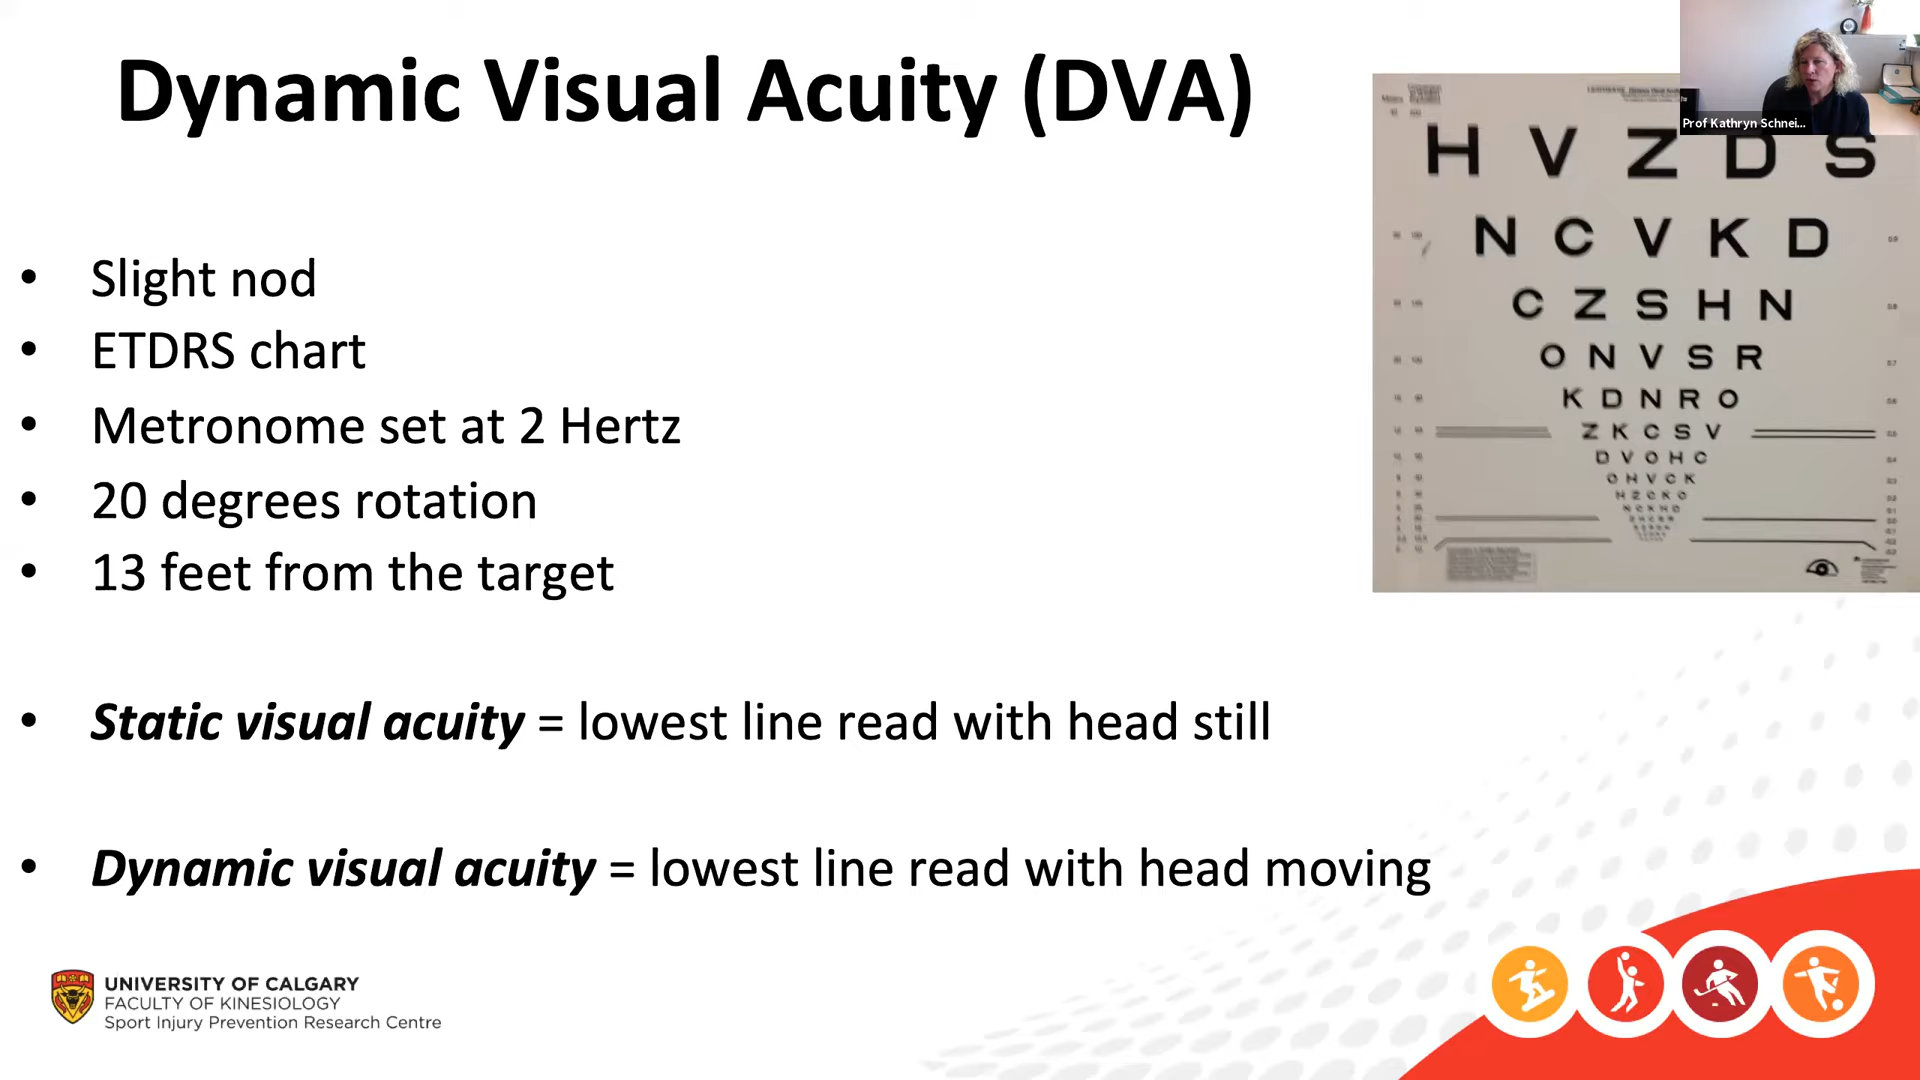 Dynamic Visual Acuity (DVA)
Prof Kathryn Schnei...
H V Z D S
N C V K D
C Z S H N
O N V S R
K D N R O
Z K C S V
D V O H C
O H V C K
H Z C K O
N C K H D
• Slight nod
• ETDRS chart
• Metronome set at 2 Hertz
• 20 degrees rotation
• 13 feet from the target
• Static visual acuity = lowest line read with head still
• Dynamic visual acuity = lowest line read with head moving
UNIVERSITY OF CALGARY
FACULTY OF KINESIOLOGY
Sport Injury Prevention Research Centre